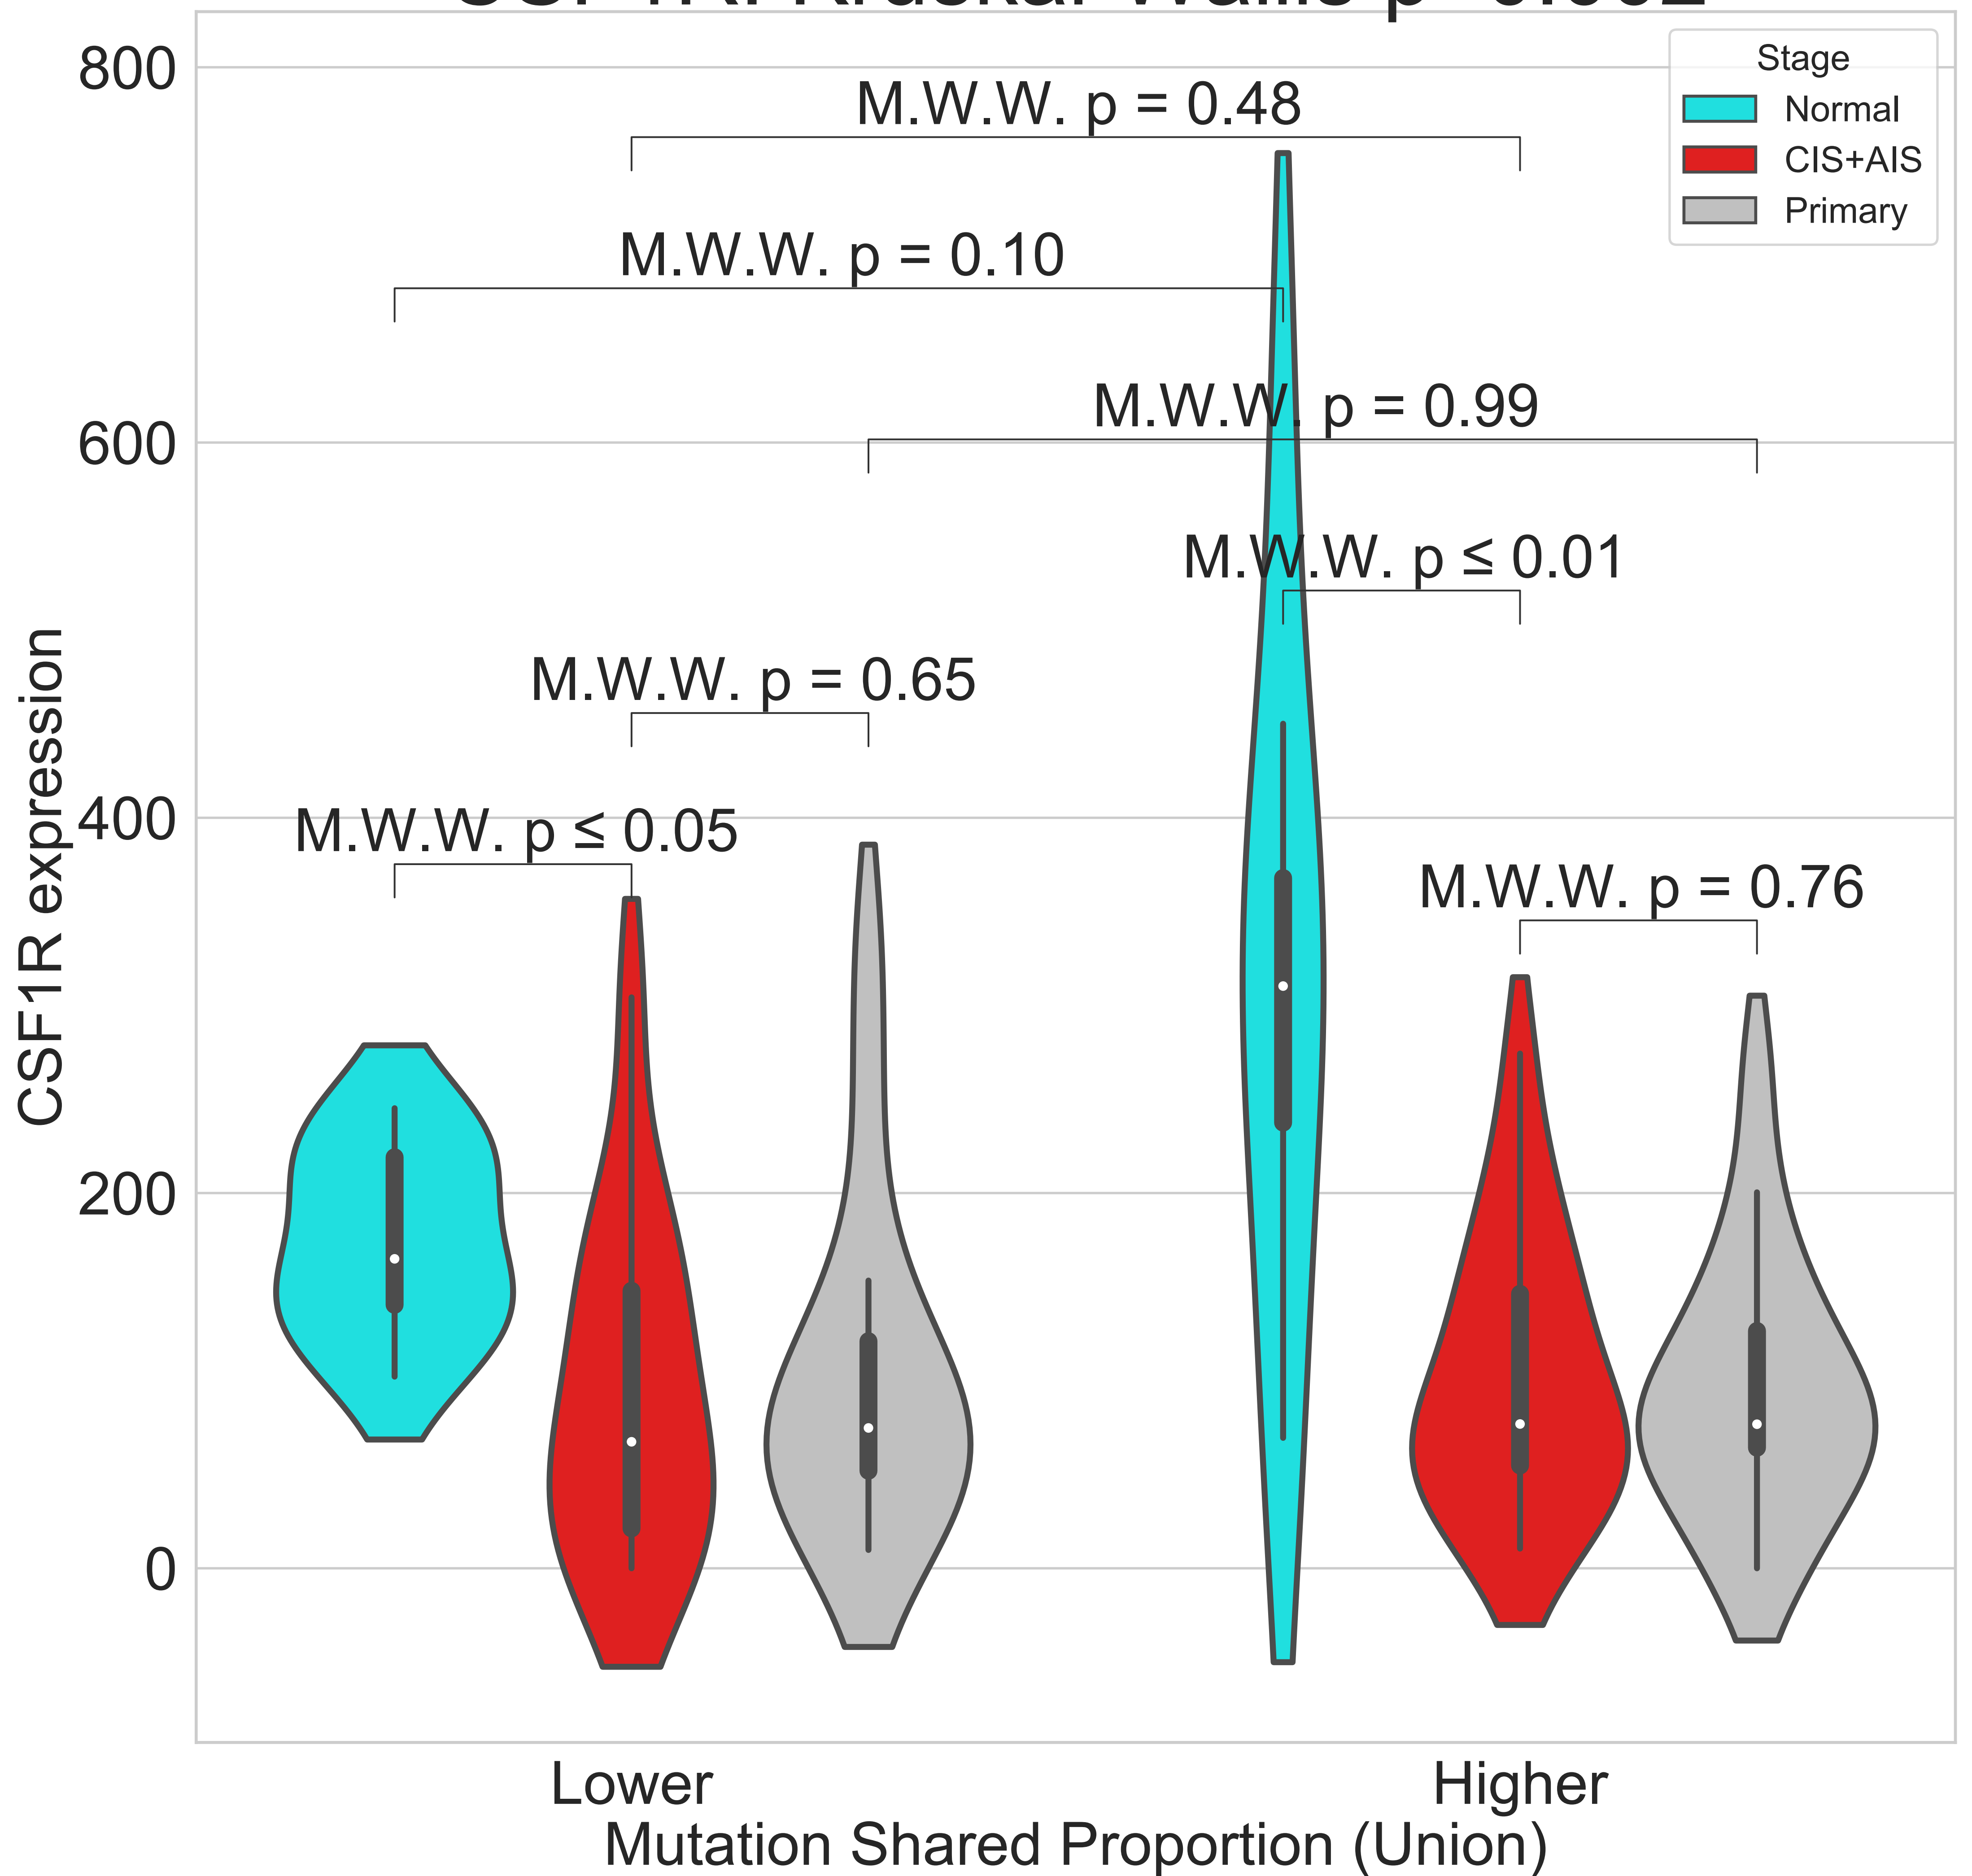 800
600
400
200
0
CSF1R expression
M.W.W. p = 0.48
M.W.W. p = 0.10
M.W.W. p = 0.99
M.W.W. p ≤ 0.01
M.W.W. p = 0.65
M.W.W. p ≤ 0.05
M.W.W. p = 0.76
Stage
Normal
CIS+AIS
Primary
Lower
Higher
Mutation Shared Proportion (Union)